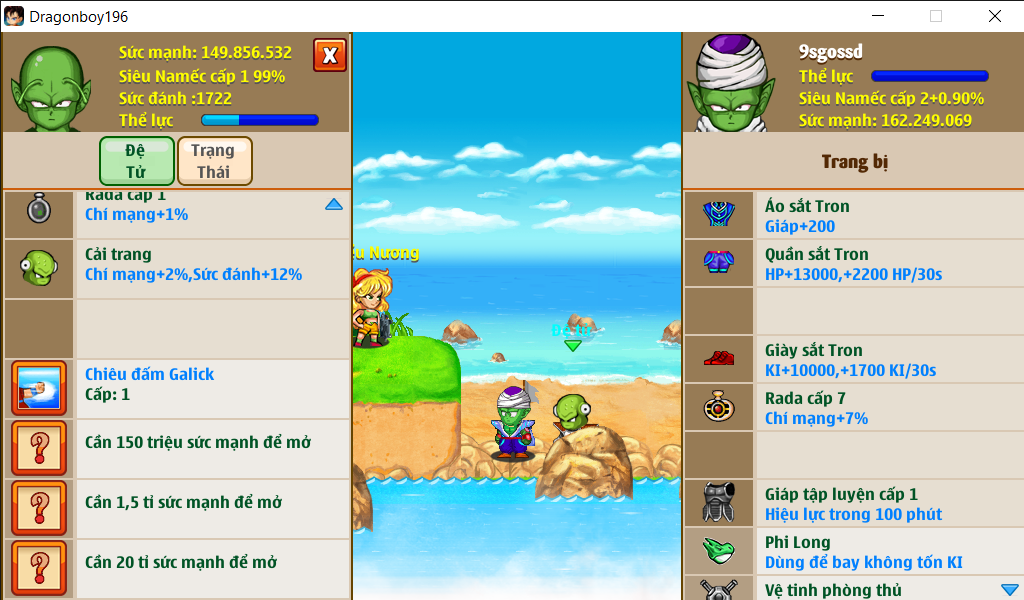 Dragonboy196
Sức mạnh: 149.856.532
Siêu Namếc cấp 1 99%
Sức đánh :1722
Thể lực
X
Đệ
Tử
Trạng
Thái
Rada cấp 1
Chí mạng+1%
Cải trang
Chí mạng+2%,Sức đánh+12%
Chiêu đấm Galick
Cấp: 1
Cần 150 triệu sức mạnh để mở
Cần 1,5 tỉ sức mạnh để mở
Cần 20 tỉ sức mạnh để mở
Nương
Đệ tử
9sgossd
Thể lực
Siêu Namếc cấp 2+0.90%
Sức mạnh: 162.249.069
Trang bị
Áo sắt Tron
Giáp+200
Quần sắt Tron
HP+13000,+2200 HP/30s
Giày sắt Tron
KI+10000,+1700 KI/30s
Rada cấp 7
Chí mạng+7%
Giáp tập luyện cấp 1
Hiệu lực trong 100 phút
Phi Long
Dùng để bay không tốn KI
Vệ tinh phòng thủ